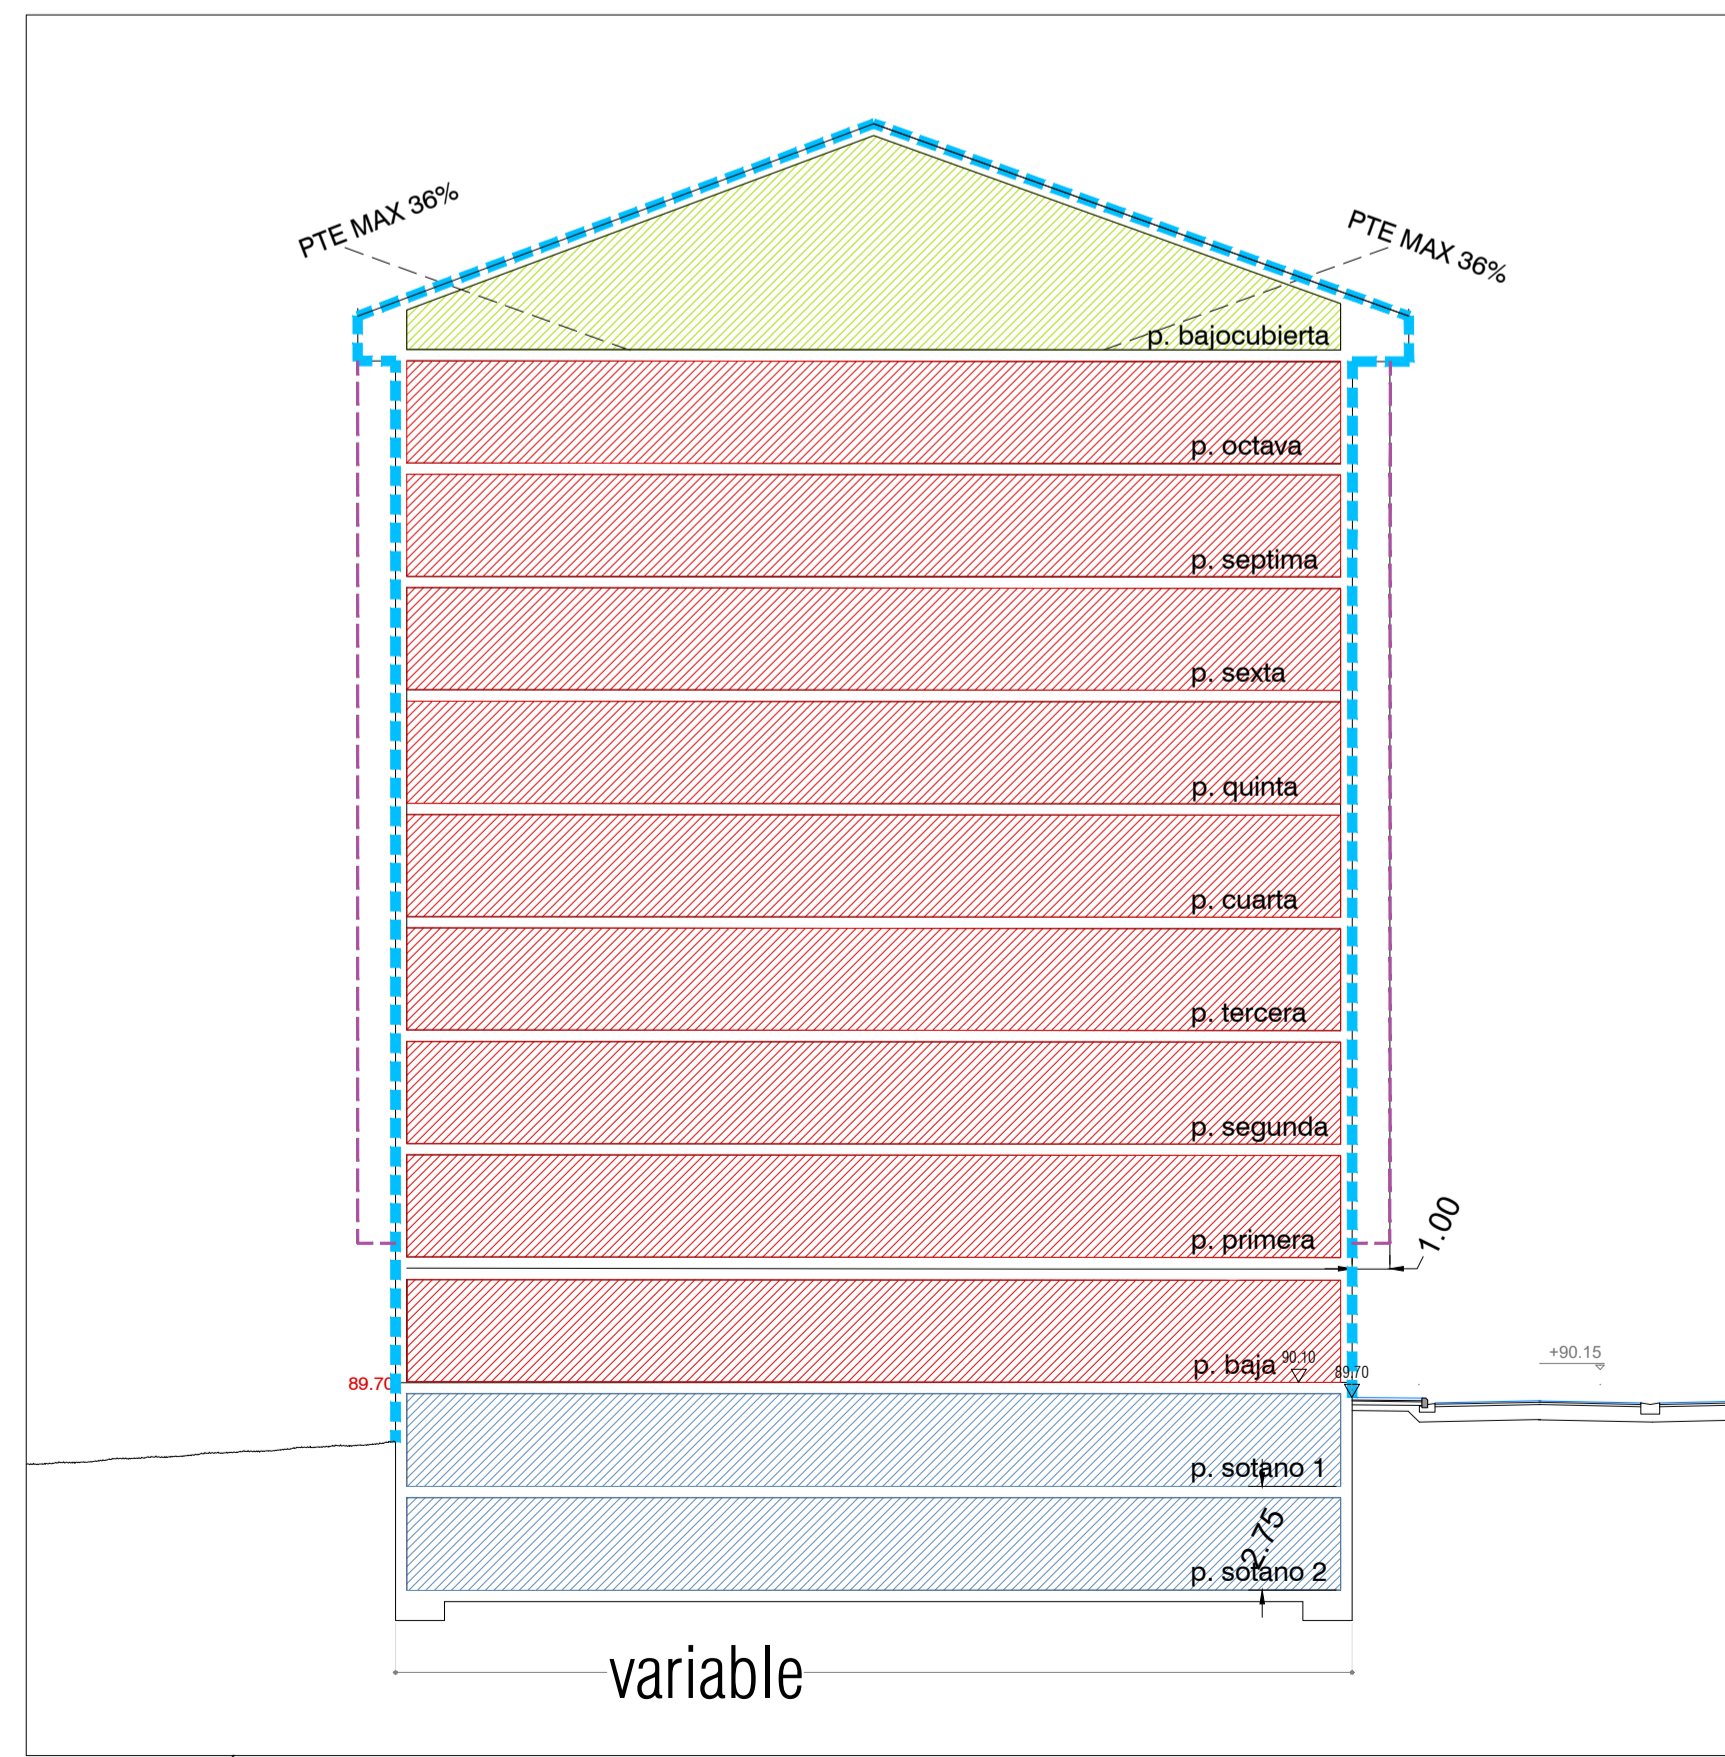 PTE MAX 36%
PTE MAX 36%
p. bajocubierta
p. octava
p. septima
p. sexta
p. quinta
p. cuarta
p. tercera
p. segunda
p. primera
1.00
p. baja
90.10
89.70
+90.15
89.70
p. sotano 1
2.75
p. sotano 2
variable